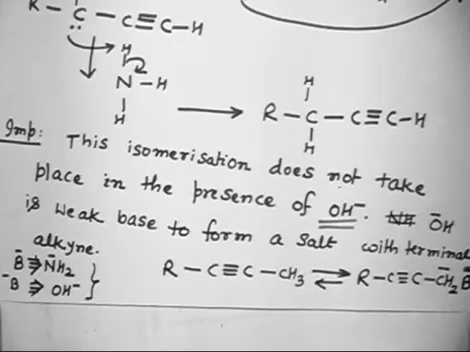 R – C – C≡C–H
H
N – H
H
H
R – C – C≡C–H
H
Imp: This isomerisation does not take
place in the presence of OH⁻. N̶H̶ ŌH
is weak base to form a salt with terminal
alkyne.
B̄ ⇛ N̄H₂
⁻B ⇛ OH⁻
R – C≡C – CH₃ ⇌ R – C≡C – C̄H₂ B